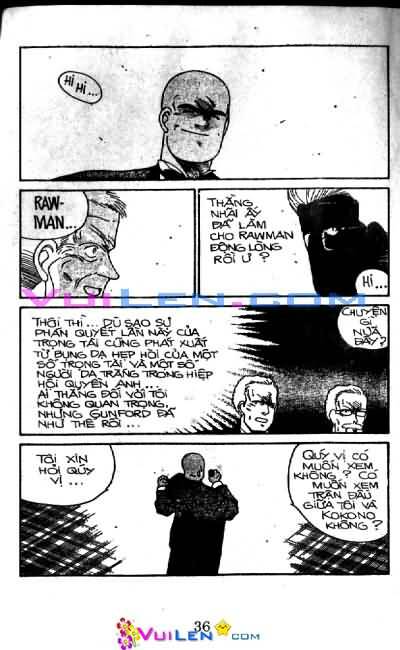 HI
HI...
RAW-
MAN...
THẰNG
NHÃI ẤY
ĐÃ LÀM
CHO RAWMAN
ĐỘNG LÒNG
RỒI Ư ?
HI...
VUILEN.COM
THÔI THÌ... DÙ SAO SỰ
PHÁN QUYẾT LẦN NÀY CỦA
TRỌNG TÀI CŨNG PHÁT XUẤT
TỪ BỤNG DẠ HẸP HÒI CỦA MỘT
SỐ TRỌNG TÀI VÀ MỘT SỐ
NGƯỜI DA TRẮNG TRONG HIỆP
HỘI QUYỀN ANH...
AI THẮNG ĐỐI VỚI TÔI
KHÔNG QUAN TRỌNG,
NHƯNG GUNFORD ĐÃ
NHƯ THẾ RỒI...
CHUYỆN
GÌ
NỮA
ĐÂY ?
TÔI XIN
HỎI QUÝ
VỊ ...
QUÝ VỊ CÓ
MUỐN XEM
KHÔNG ? CÓ
MUỐN XEM
TRẬN ĐẤU
GIỮA TÔI VÀ
KOKONO
KHÔNG ?
36
VUILEN.COM